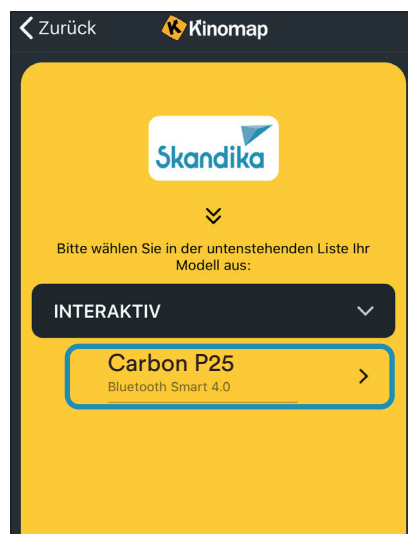 Zurück
Kinomap
Skandika
Bitte wählen Sie in der untenstehenden Liste Ihr
Modell aus:
INTERAKTIV
Carbon P25
Bluetooth Smart 4.0